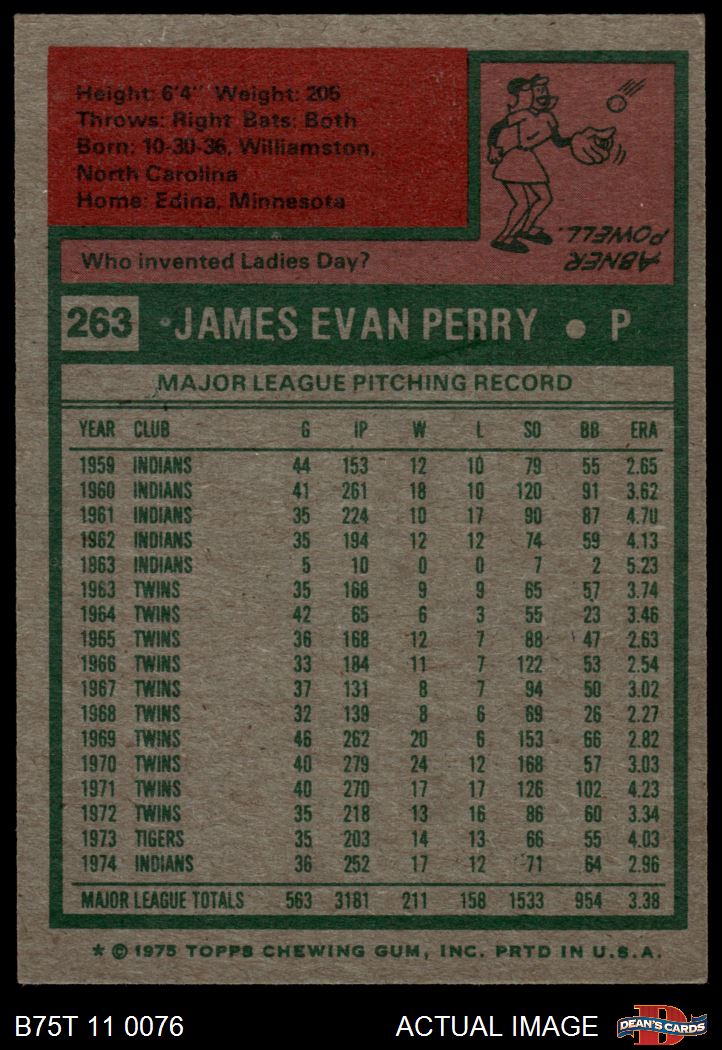 Height: 6'4" Weight: 205
Throws: Right Bats: Both
Born: 10-30-36, Williamston,
North Carolina
Home: Edina, Minnesota
Who invented Ladies Day?
ABNER
POWELL.
263 JAMES EVAN PERRY • P
MAJOR LEAGUE PITCHING RECORD
YEAR CLUB G IP W L SO BB ERA
1959 INDIANS 44 153 12 10 79 55 2.65
1960 INDIANS 41 261 18 10 120 91 3.62
1961 INDIANS 35 224 10 17 90 87 4.70
1962 INDIANS 35 194 12 12 74 59 4.13
1963 INDIANS 5 10 0 0 7 2 5.23
1963 TWINS 35 168 9 9 65 57 3.74
1964 TWINS 42 65 6 3 55 23 3.46
1965 TWINS 36 168 12 7 88 47 2.63
1966 TWINS 33 184 11 7 122 53 2.54
1967 TWINS 37 131 8 7 94 50 3.02
1968 TWINS 32 139 8 6 69 26 2.27
1969 TWINS 46 262 20 6 153 66 2.82
1970 TWINS 40 279 24 12 168 57 3.03
1971 TWINS 40 270 17 17 126 102 4.23
1972 TWINS 35 218 13 16 86 60 3.34
1973 TIGERS 35 203 14 13 66 55 4.03
1974 INDIANS 36 252 17 12 71 64 2.96
MAJOR LEAGUE TOTALS 563 3181 211 158 1533 954 3.38
* © 1975 TOPPS CHEWING GUM, INC. PRTD IN U.S.A.
B75T 11 0076 ACTUAL IMAGE D DEAN'S CARDS